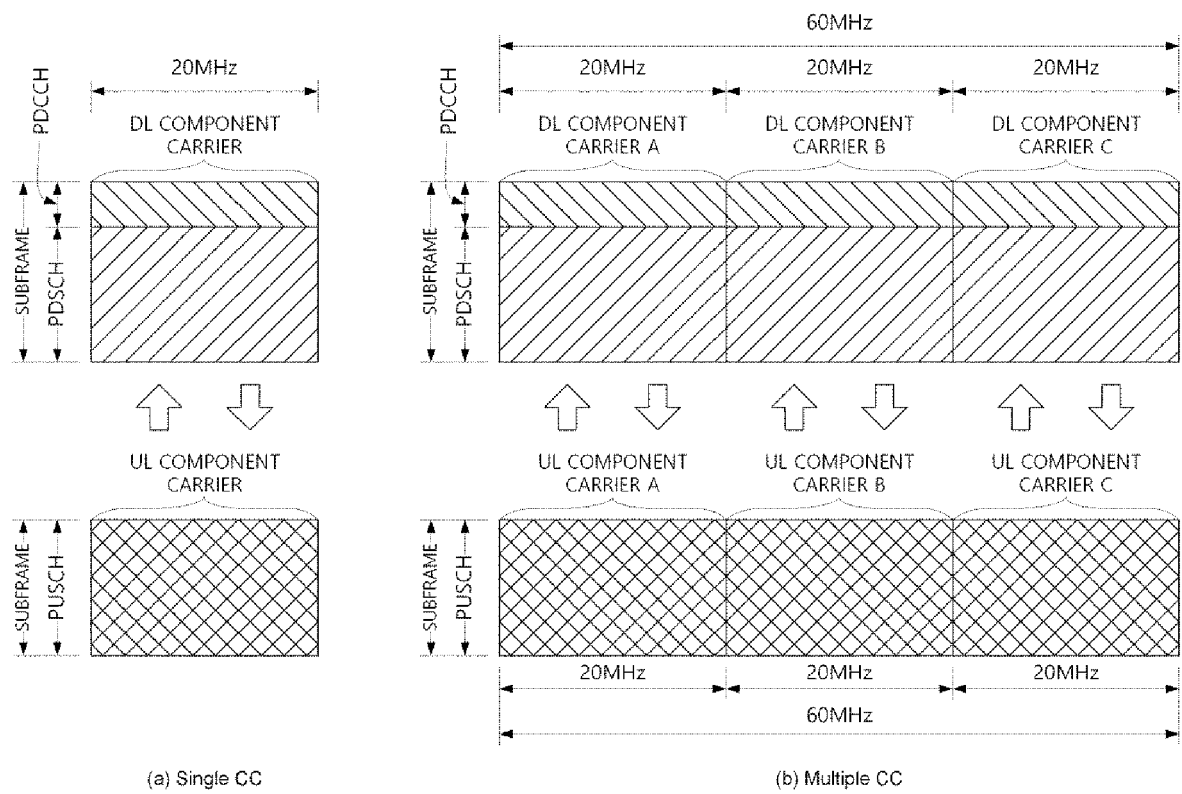 20MHz
PDCCH
DL COMPONENT
CARRIER
SUBFRAME
PDSCH
UL COMPONENT
CARRIER
SUBFRAME
PUSCH
(a) Single CC
60MHz
20MHz
20MHz
20MHz
PDCCH
DL COMPONENT
CARRIER A
DL COMPONENT
CARRIER B
DL COMPONENT
CARRIER C
SUBFRAME
PDSCH
UL COMPONENT
CARRIER A
UL COMPONENT
CARRIER B
UL COMPONENT
CARRIER C
SUBFRAME
PUSCH
20MHz
20MHz
20MHz
60MHz
(b) Multiple CC